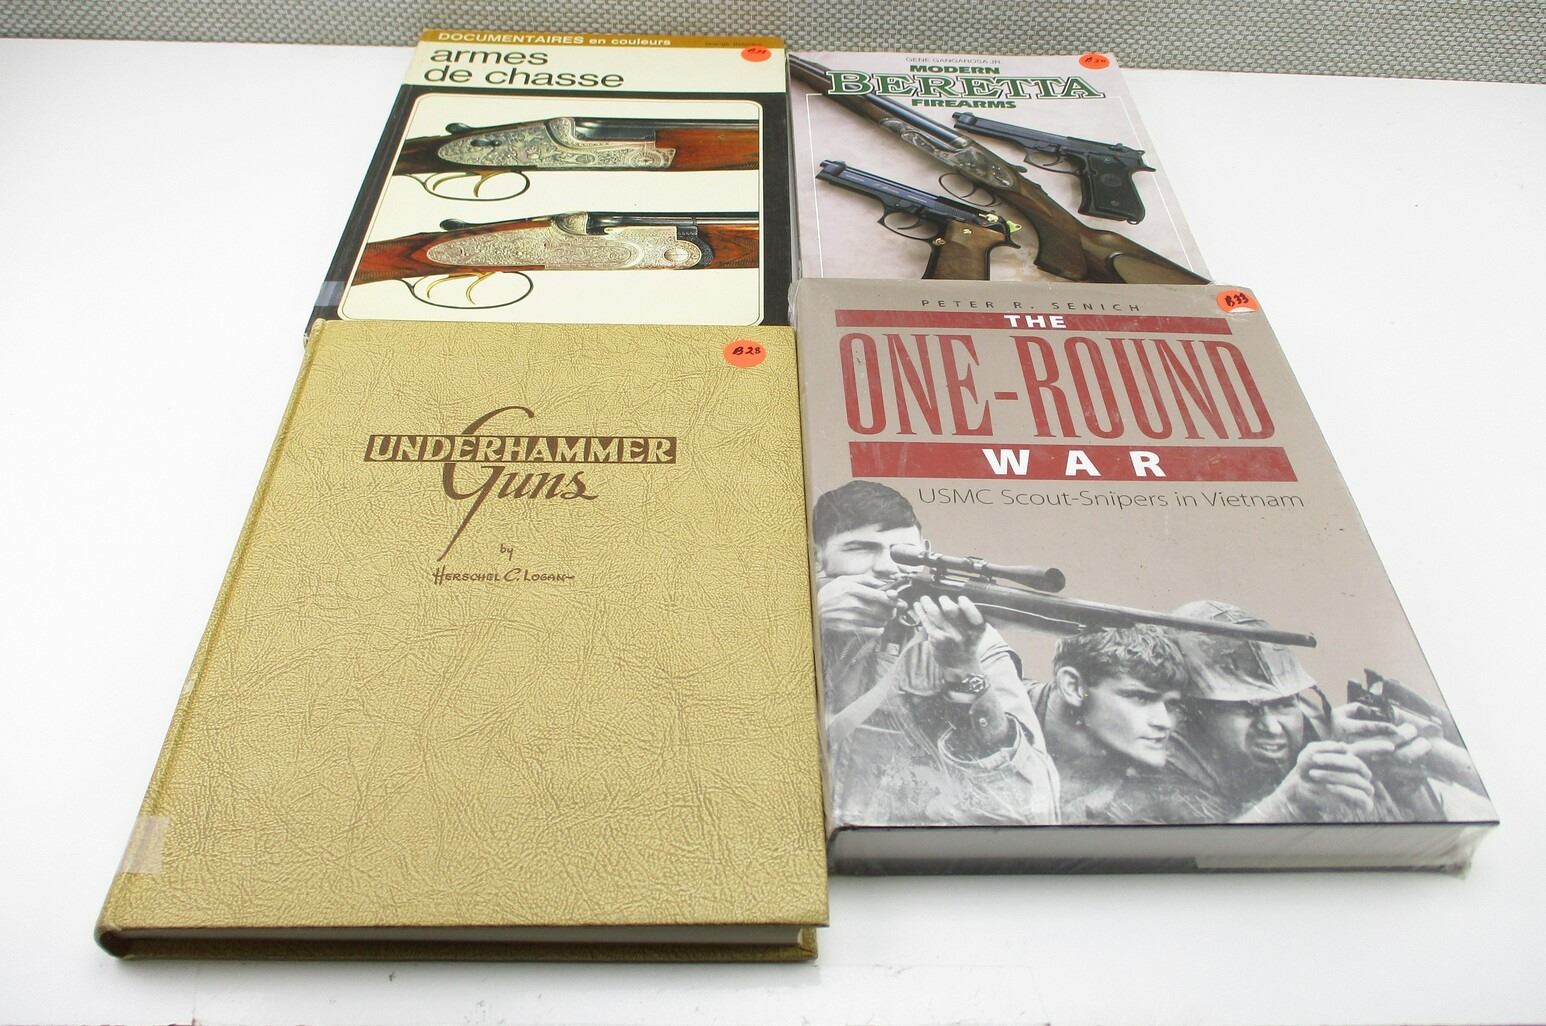 DOCUMENTAIRES en couleurs
armes
de chasse
GENE GANGAROSA JR.
MODERN
BERETTA
FIREARMS
UNDERHAMMER
Guns
by
HERSCHEL C. LOGAN
B28
PETER R. SENICH
THE
ONE-ROUND
WAR
USMC Scout-Snipers in Vietnam
B33